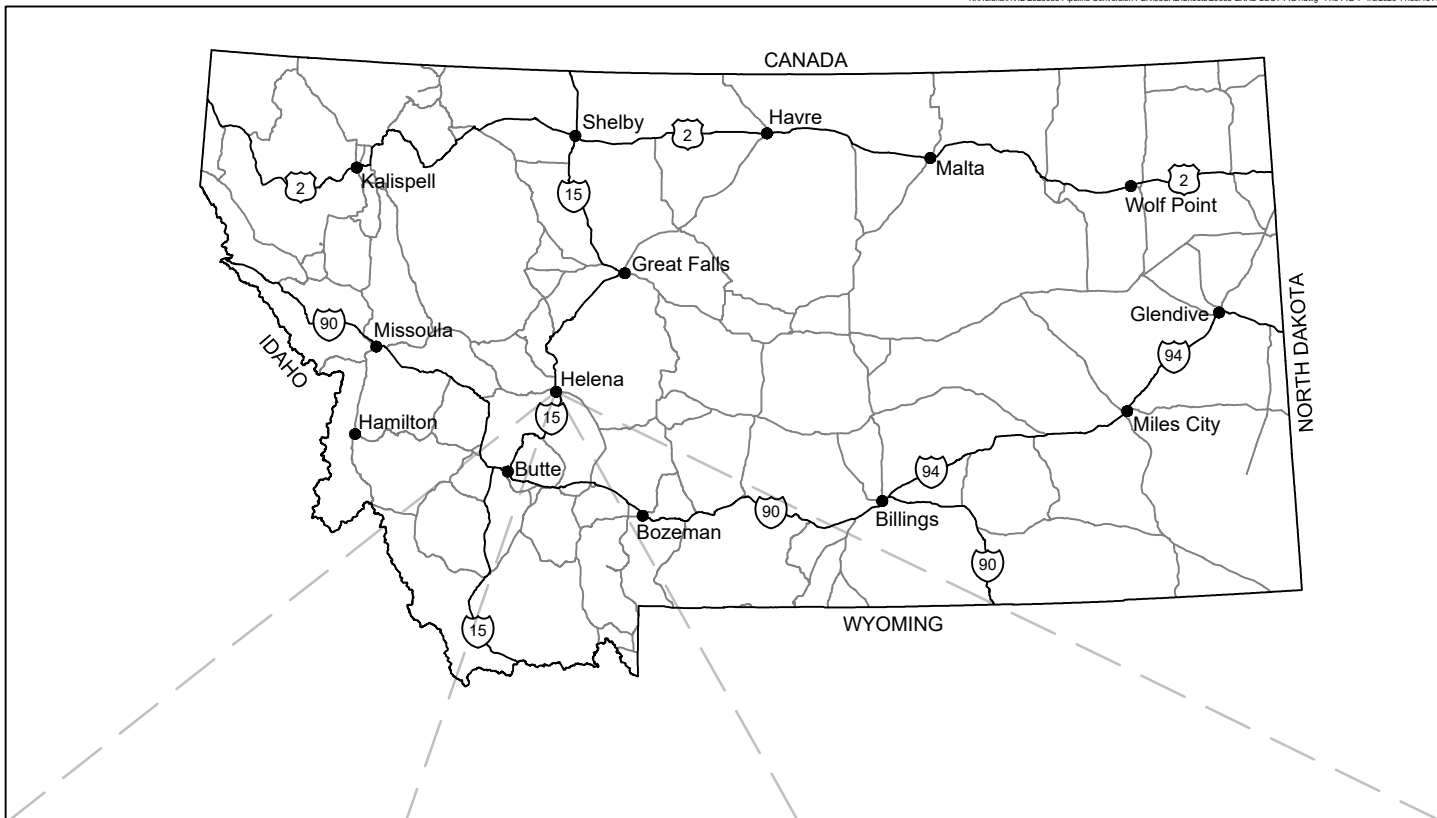 CANADA
Shelby
2
Havre
Malta
Kalispell
2
15
2
Wolf Point
Great Falls
NORTH DAKOTA
Glendive
90
Missoula
IDAHO
94
Helena
15
Hamilton
Miles City
Butte
94
90
Billings
Bozeman
90
15
WYOMING